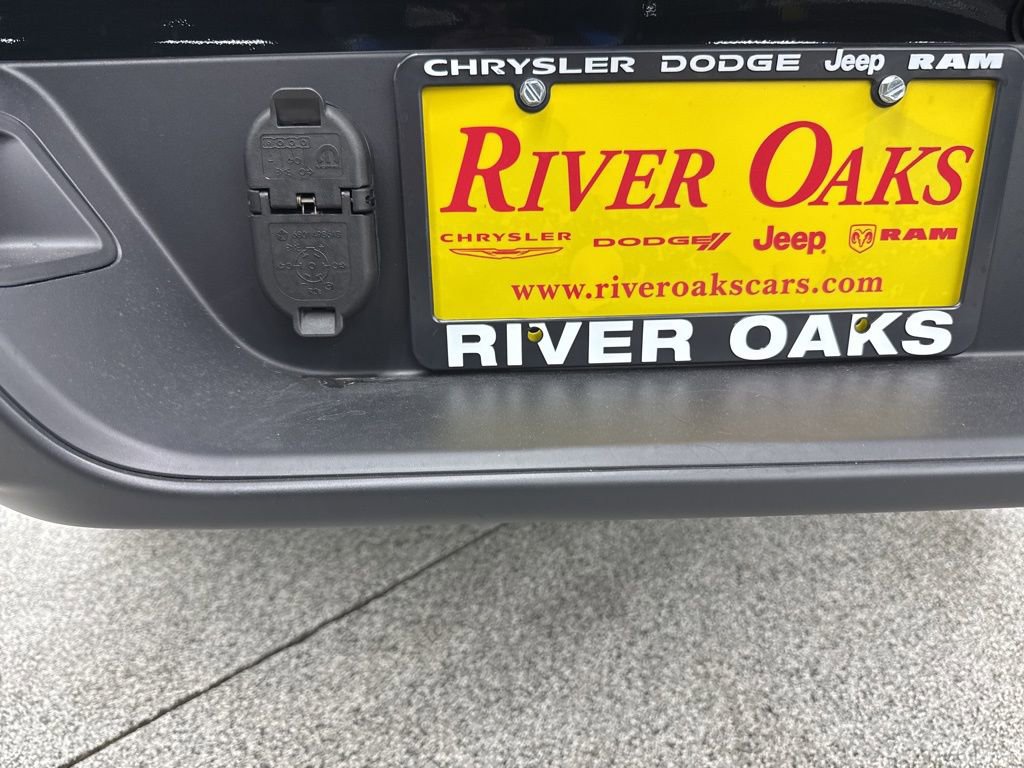 CHRYSLER DODGE Jeep RAM
RIVER OAKS
CHRYSLER DODGE Jeep RAM
www.riveroakscars.com
RIVER OAKS